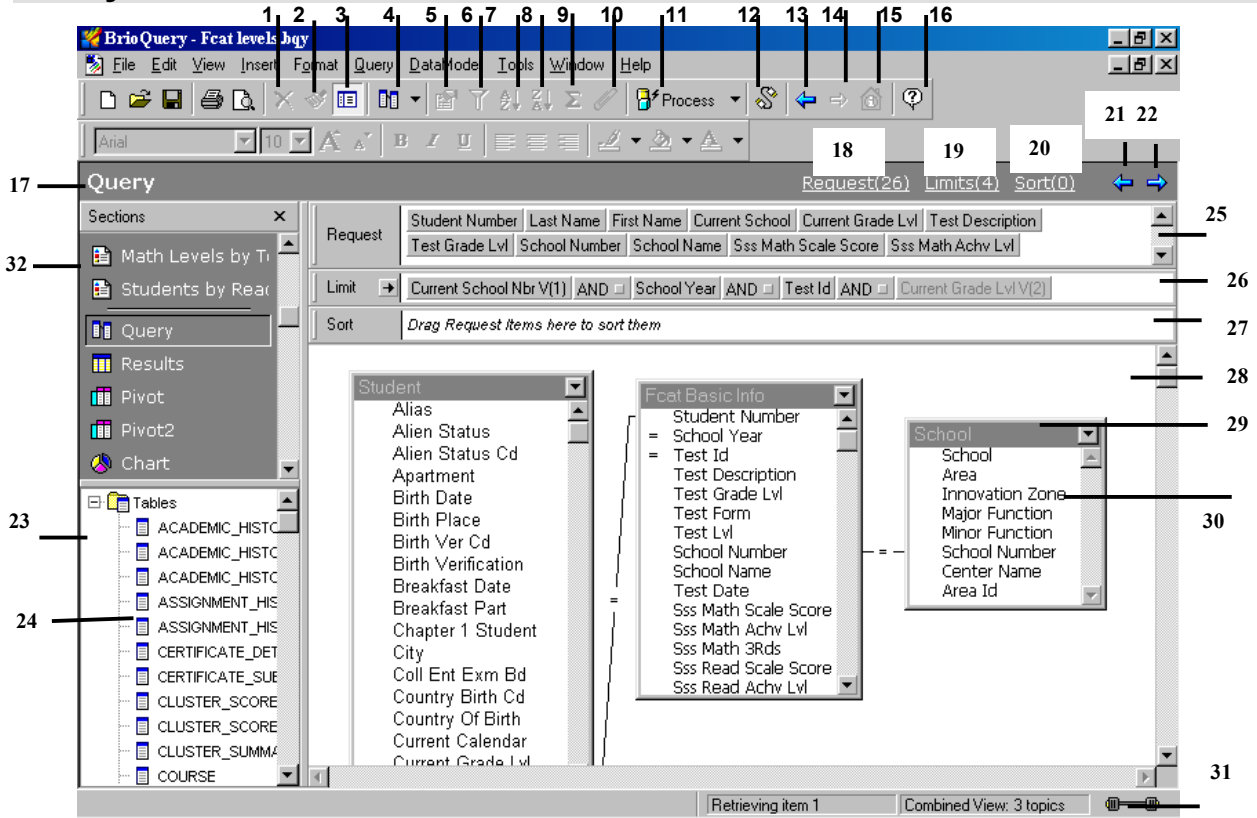 1 2 3 4 5 6 7 8 9 10 11 12 13 14 15 16
BrioQuery - Fcat levels.bqy
File Edit View Insert Format Query DataModel Tools Window Help
Process
Arial 10 A A B I U A
21 22
18 19 20
17
Query Request(26) Limits(4) Sort(0)
Sections x
Request
Student Number Last Name First Name Current School Current Grade Lvl Test Description
Test Grade Lvl School Number School Name Sss Math Scale Score Sss Math Achv Lvl
25
32
Math Levels by T
Students by Read
Limit Current School Nbr V(1) AND School Year AND Test Id AND Current Grade Lvl V(2)
26
Sort Drag Request Items here to sort them
27
Query
Results
Pivot
Pivot2
Chart
28
29
30
Student
Alias
Alien Status
Alien Status Cd
Apartment
Birth Date
Birth Place
Birth Ver Cd
Birth Verification
Breakfast Date
Breakfast Part
Chapter 1 Student
City
Coll Ent Exm Bd
Country Birth Cd
Country Of Birth
Current Calendar
Current Grade Lvl
=
Fcat Basic Info
Student Number
= School Year
= Test Id
Test Description
Test Grade Lvl
Test Form
Test Lvl
School Number
School Name
Test Date
Sss Math Scale Score
Sss Math Achv Lvl
Sss Math 3Rds
Sss Read Scale Score
Sss Read Achv Lvl
=
School
School
Area
Innovation Zone
Major Function
Minor Function
School Number
Center Name
Area Id
23
24
Tables
ACADEMIC_HISTO
ACADEMIC_HISTC
ACADEMIC_HISTC
ASSIGNMENT_HIS
ASSIGNMENT_HIS
CERTIFICATE_DET
CERTIFICATE_SUE
CLUSTER_SCORE
CLUSTER_SCORE
CLUSTER_SUMMA
COURSE
31
Retrieving item 1 Combined View: 3 topics